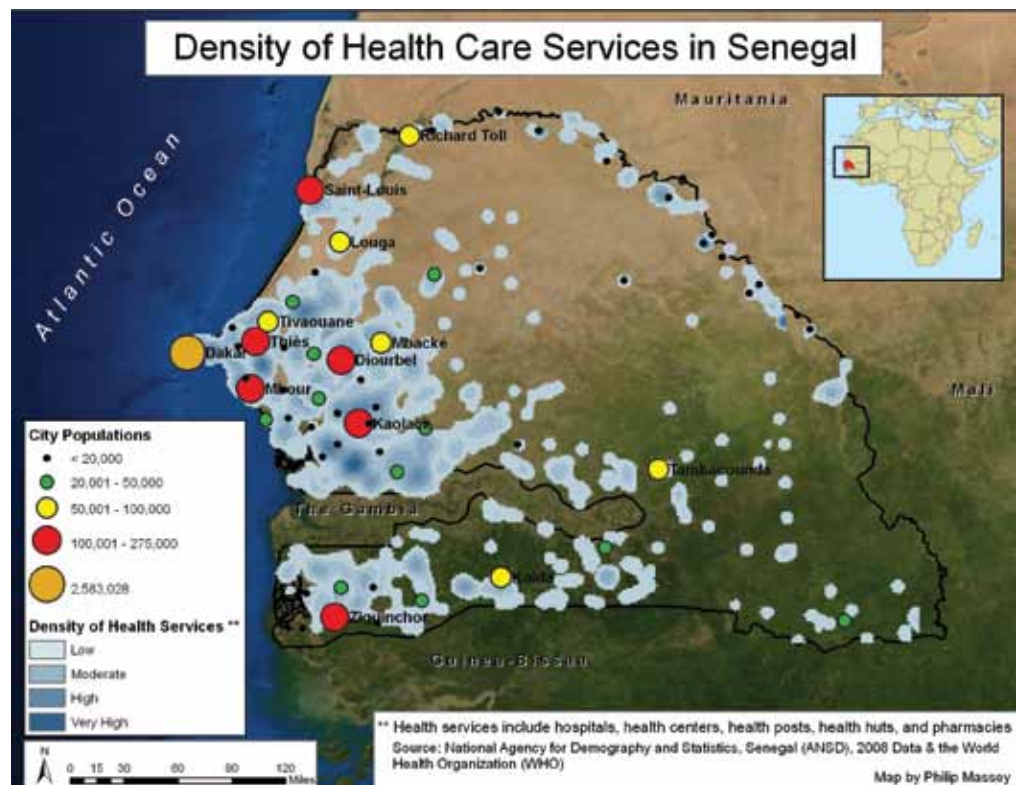 Density of Health Care Services in Senegal
Mauritania
Atlantic Ocean
Richard Toll
Saint-Louis
Louga
Tivaouane
Thiès
Mbacké
Dakar
Diourbel
Mbour
Kaolack
Mali
Tambacounda
The Gambia
Kolda
Ziguinchor
Guinea-Bissau
City Populations
< 20,000
20,001 - 50,000
50,001 - 100,000
100,001 - 275,000
2,583,028
Density of Health Services **
Low
Moderate
High
Very High
N
0 15 30 60 90 120
Miles
** Health services include hospitals, health centers, health posts, health huts, and pharmacies
Source: National Agency for Demography and Statistics, Senegal (ANSD), 2008 Data & the World
Health Organization (WHO)
Map by Philip Massey